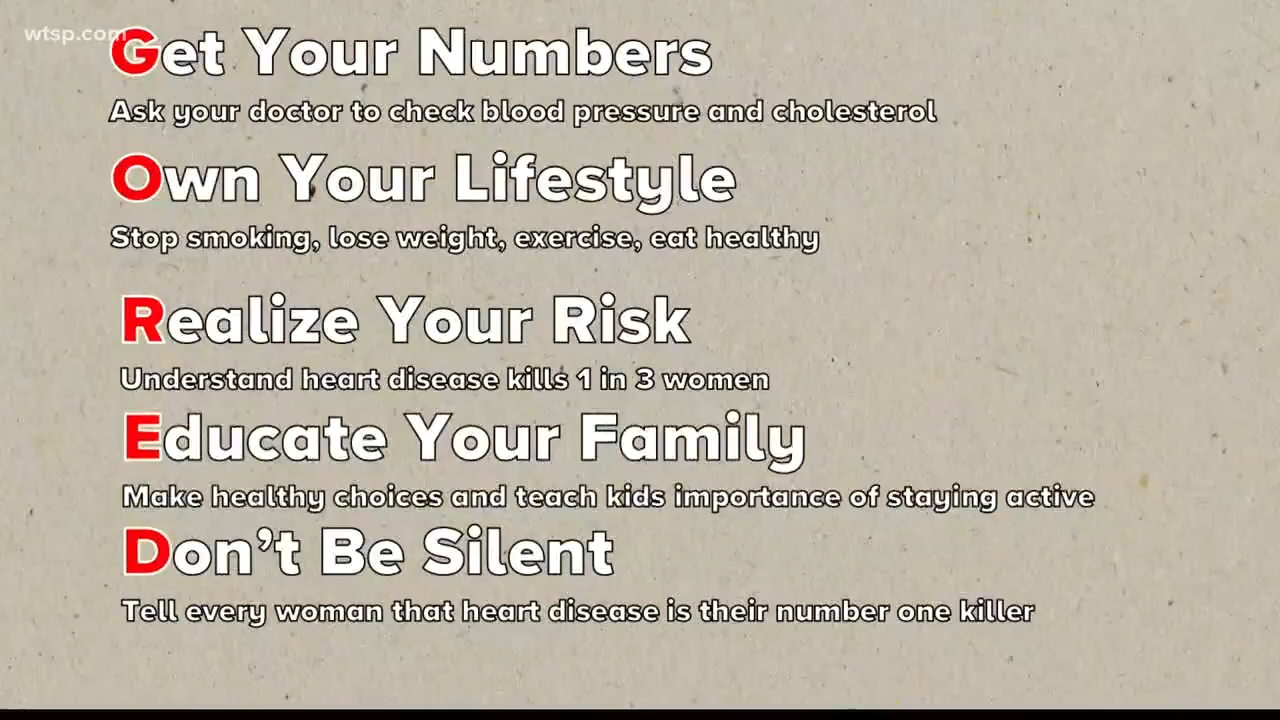 wtsp.com
Get Your Numbers
Ask your doctor to check blood pressure and cholesterol
Own Your Lifestyle
Stop smoking, lose weight, exercise, eat healthy
Realize Your Risk
Understand heart disease kills 1 in 3 women
Educate Your Family
Make healthy choices and teach kids importance of staying active
Don't Be Silent
Tell every woman that heart disease is their number one killer